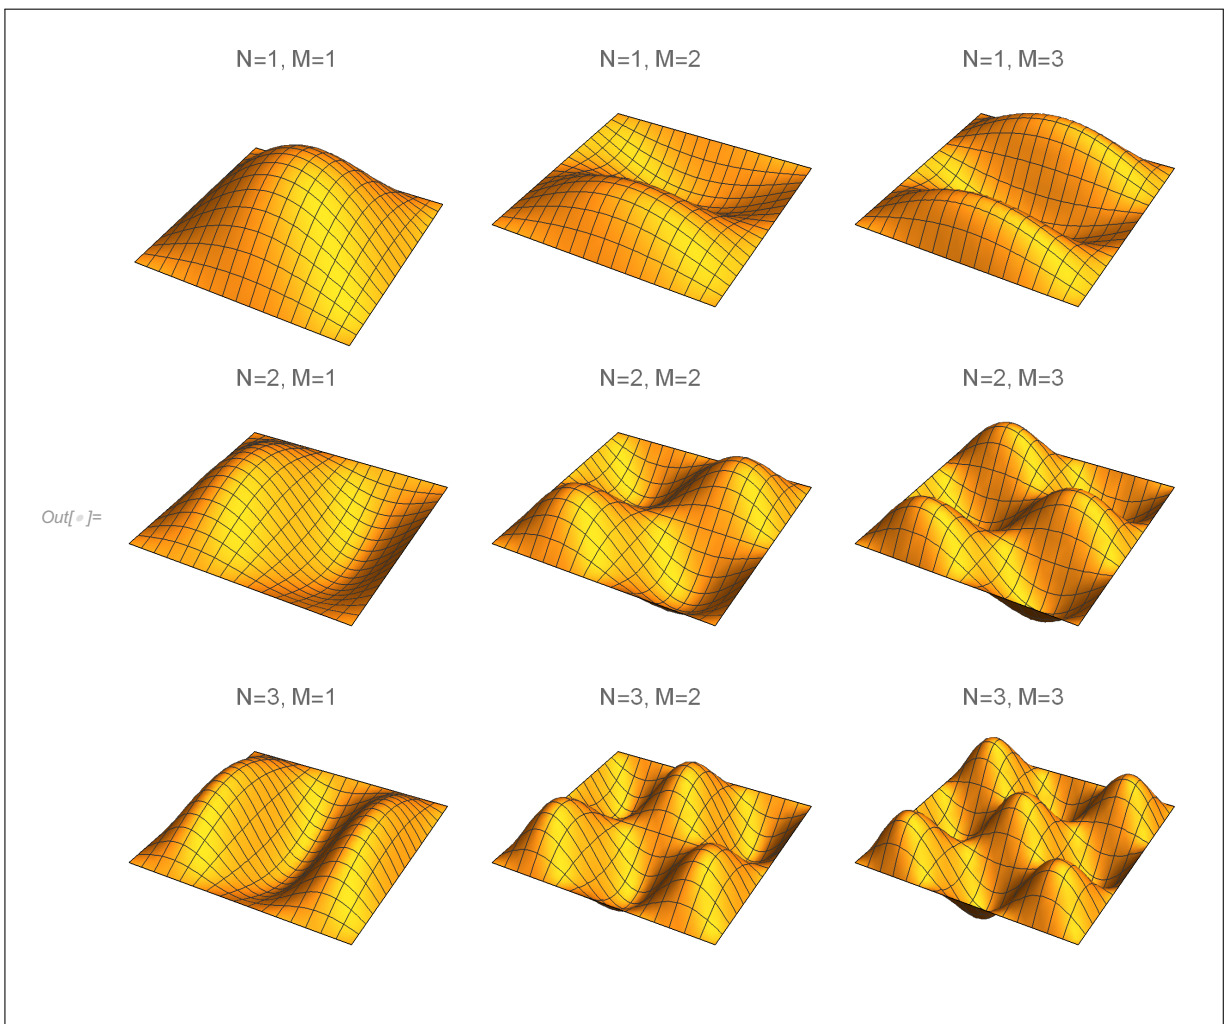 N=1, M=1 N=1, M=2 N=1, M=3
N=2, M=1 N=2, M=2 N=2, M=3
Out[•]=
N=3, M=1 N=3, M=2 N=3, M=3